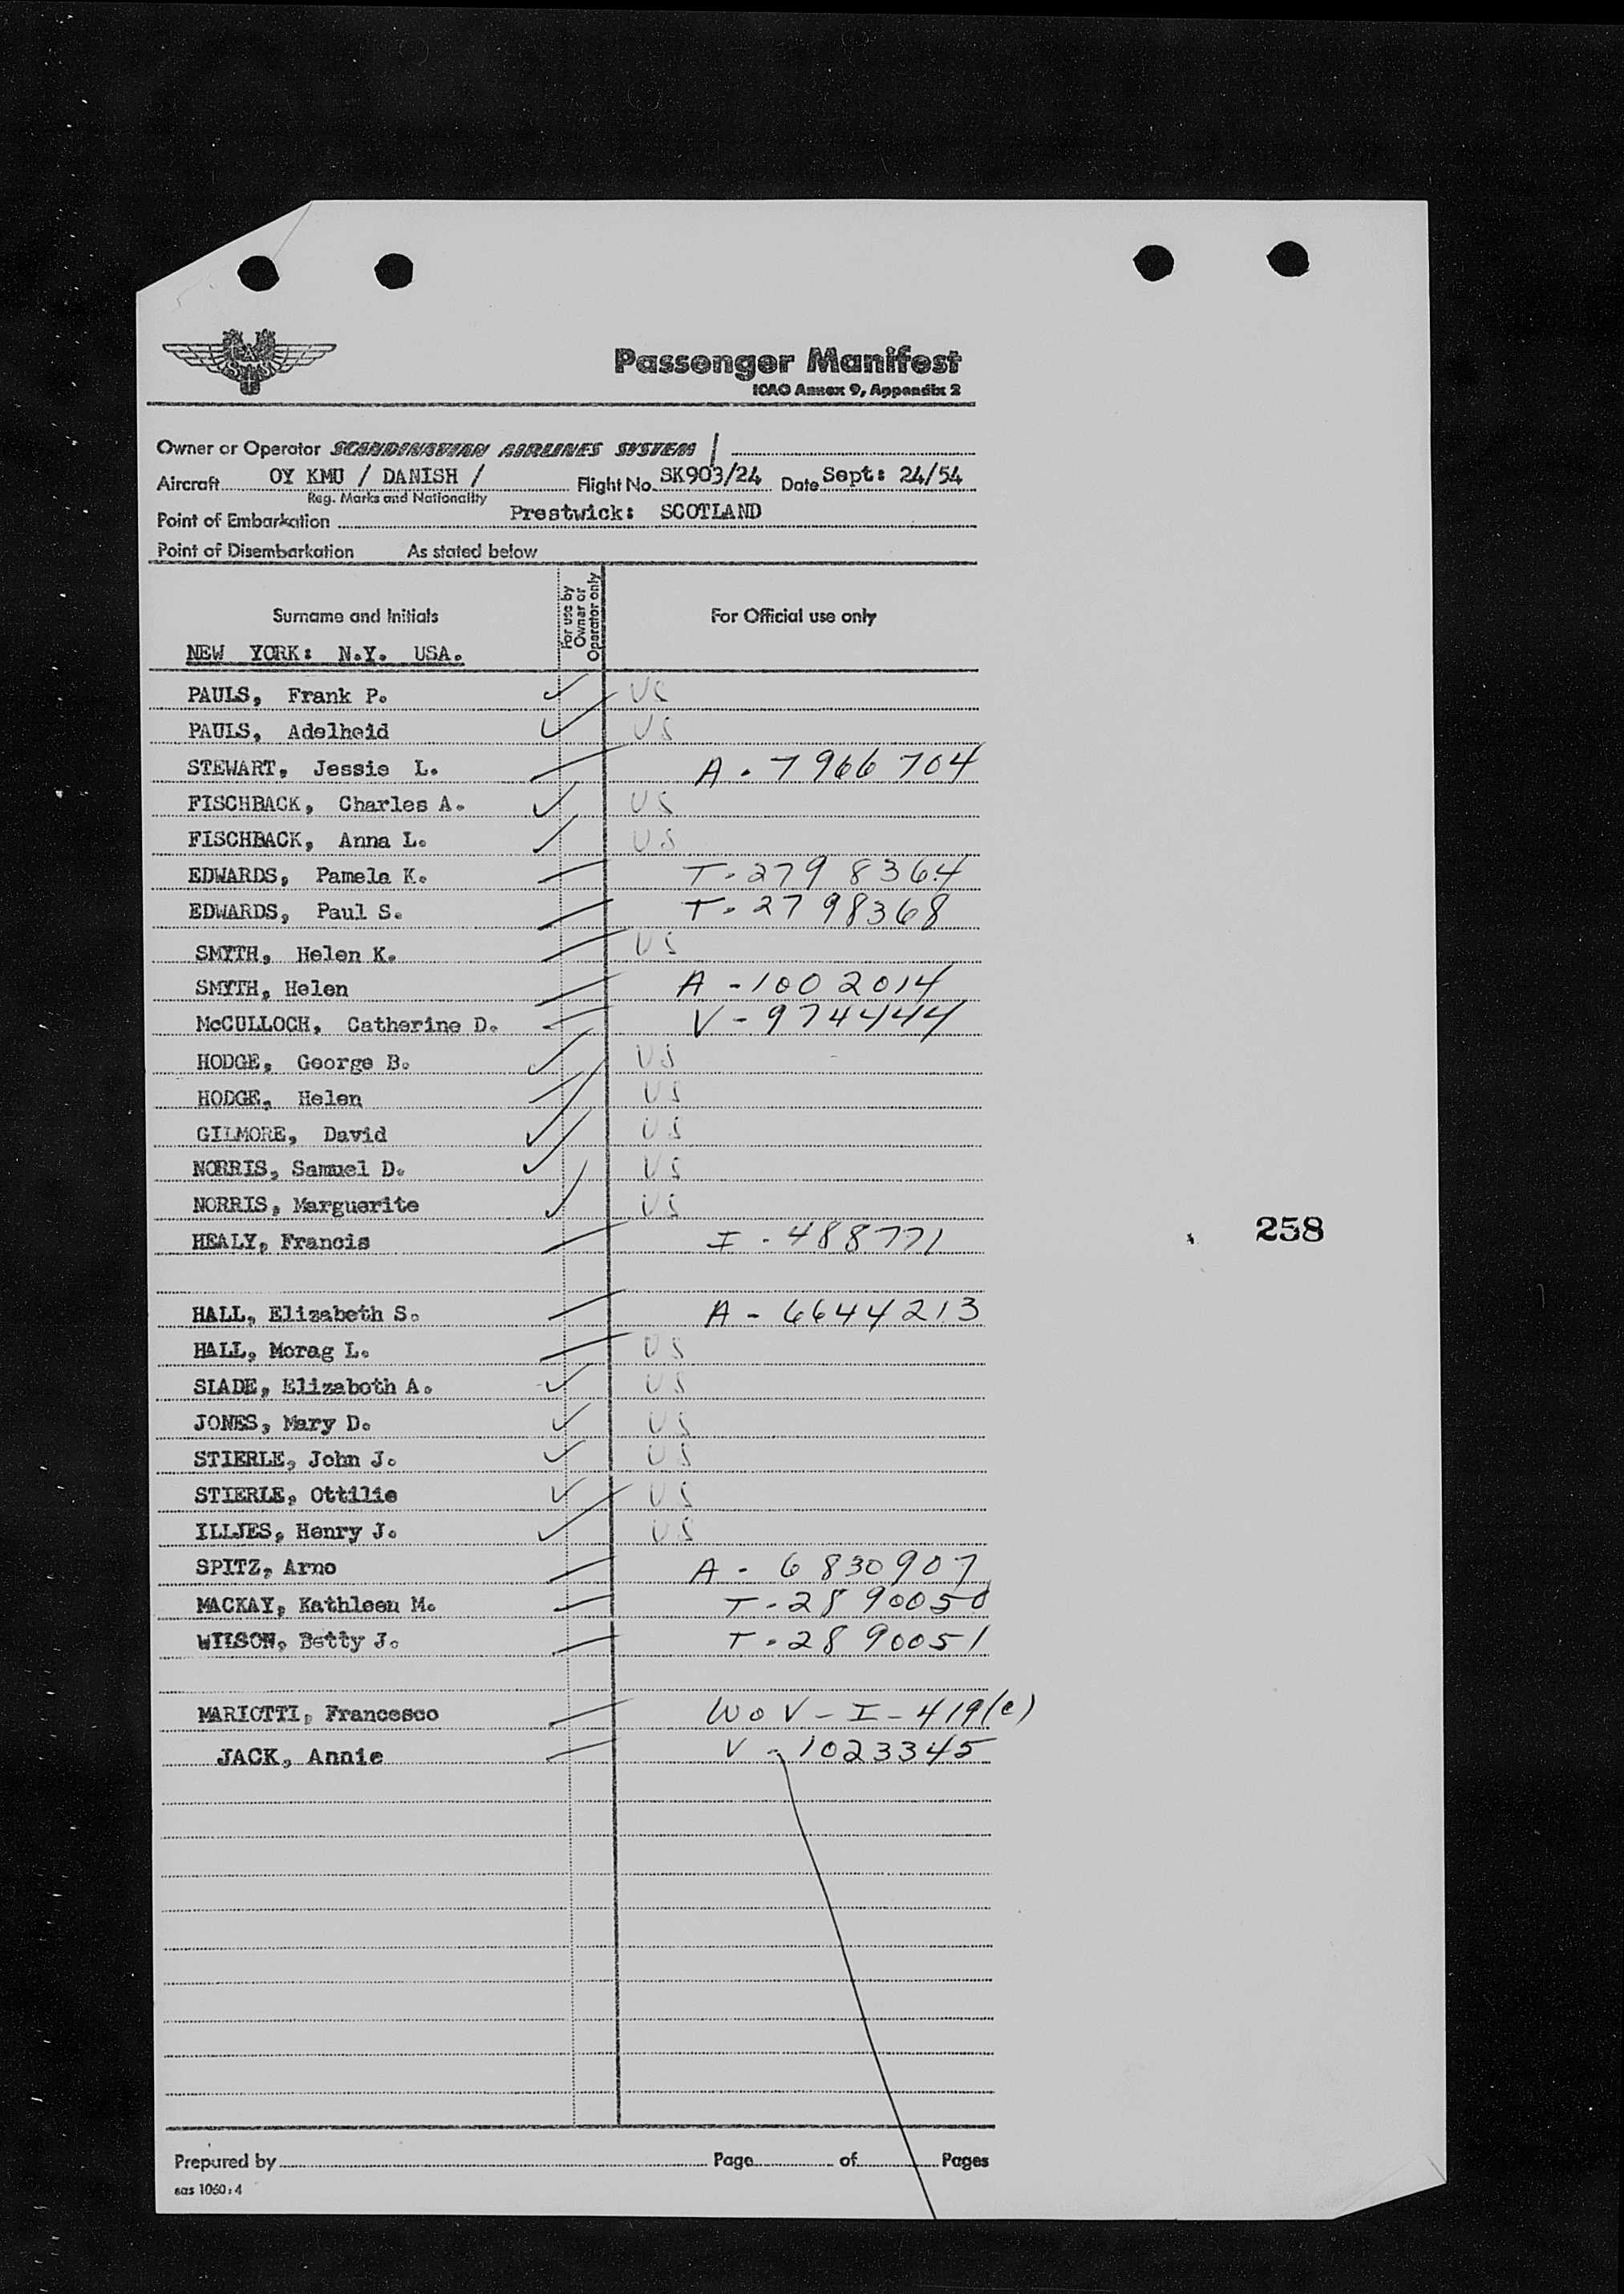 SAS
Passenger Manifest
ICAO Annex 9, Appendix 2
Owner or Operator SCANDINAVIAN AIRLINES SYSTEM /
Aircraft OY KMU / DANISH / Flight No. SK903/24 Date Sept: 24/54
Reg. Marks and Nationality
Point of Embarkation Prestwick: SCOTLAND
Point of Disembarkation As stated below
Surname and Initials For use by Owner or Operator only For Official use only
NEW YORK: N.Y. USA.
PAULS, Frank P. US
PAULS, Adelheid US
STEWART, Jessie L. A. 7966704
FISCHBACK, Charles A. US
FISCHBACK, Anna L. US
EDWARDS, Pamela K. T-2798364
EDWARDS, Paul S. T-2798368
SMYTH, Helen K. US
SMYTH, Helen A-1002014
McCULLOCH, Catherine D. V-974444
HODGE, George B. US
HODGE, Helen US
GILMORE, David US
NORRIS, Samuel D. US
NORRIS, Marguerite US
HEALY, Francis I-488771
258
HALL, Elizabeth S. A-6644213
HALL, Morag L. US
SLADE, Elizaboth A. US
JONES, Mary D. US
STIERLE, John J. US
STIERLE, Ottilie US
ILLJES, Henry J. US
SPITZ, Arno A-6830907
MACKAY, Kathleen M. T-2890050
WILSON, Betty J. T-2890051
MARIOTTI, Francesco WoV-I-419(e)
JACK, Annie V-1023345
Prepared by Page of Pages
sas 1060:4